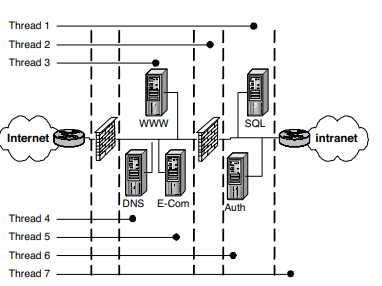 Thread 1
Thread 2
Thread 3
WWW
SQL
Internet
intranet
DNS
E-Com
Auth
Thread 4
Thread 5
Thread 6
Thread 7